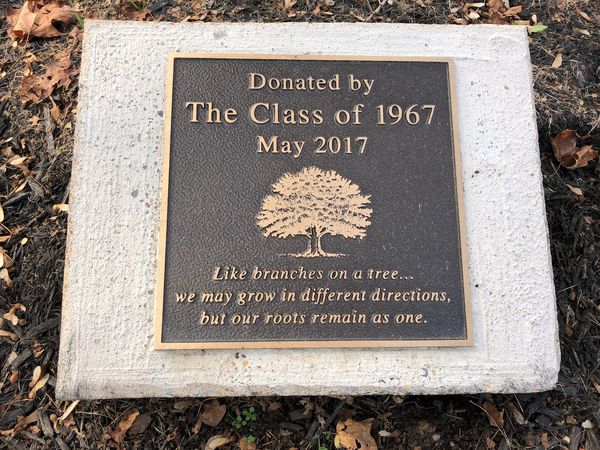 Donated by
The Class of 1967
May 2017
Like branches on a tree...
we may grow in different directions,
but our roots remain as one.